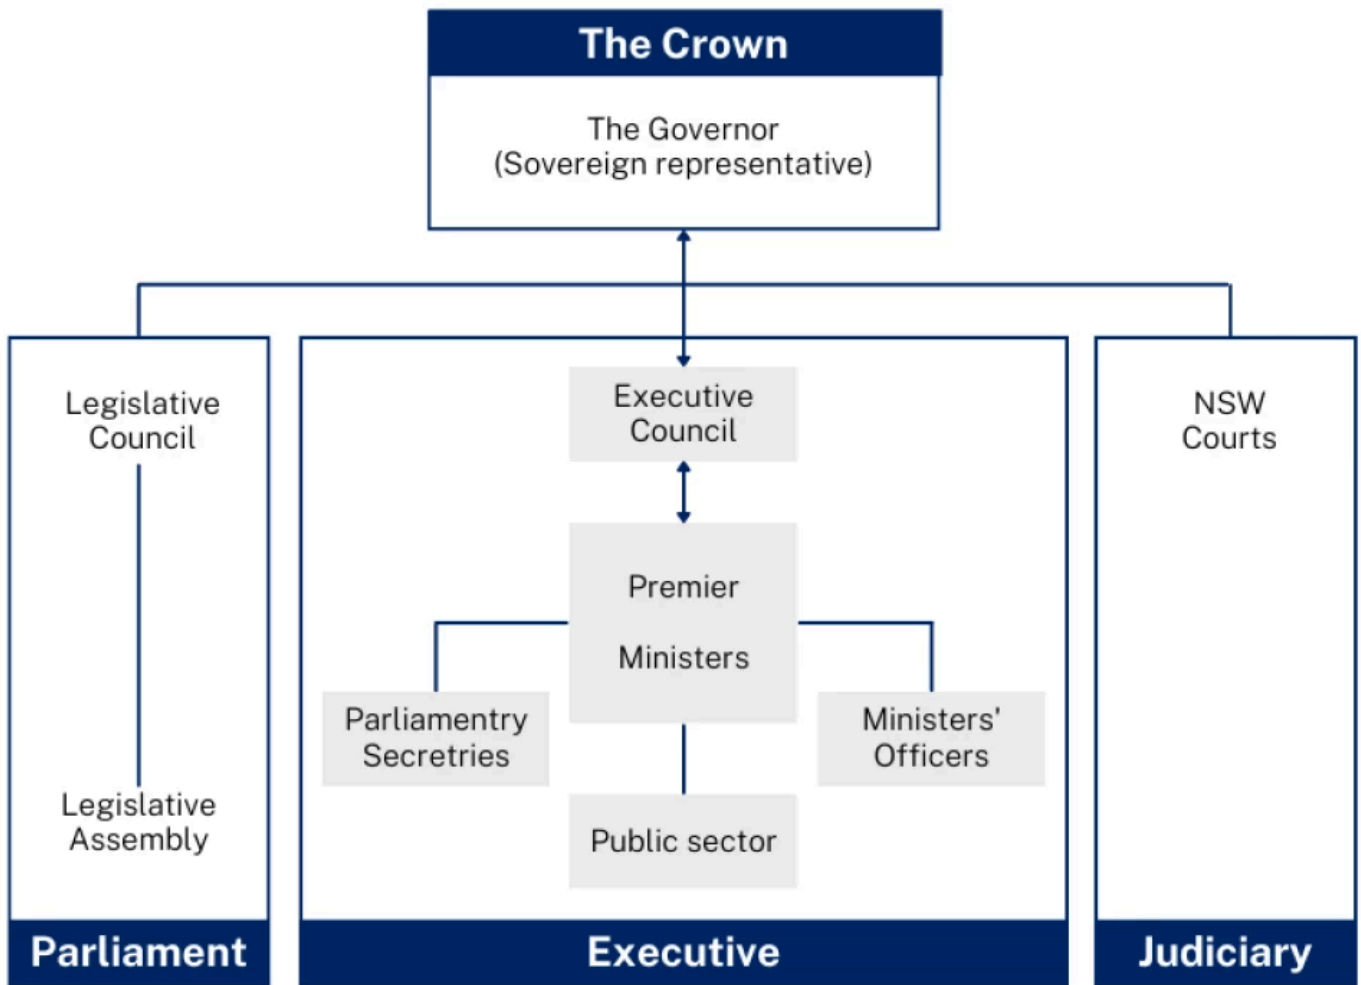 The Crown
The Governor
(Sovereign representative)
Legislative
Council
Legislative
Assembly
Parliament
Executive
Council
Premier
Ministers
Parliamentry
Secretries
Ministers'
Officers
Public sector
Executive
NSW
Courts
Judiciary